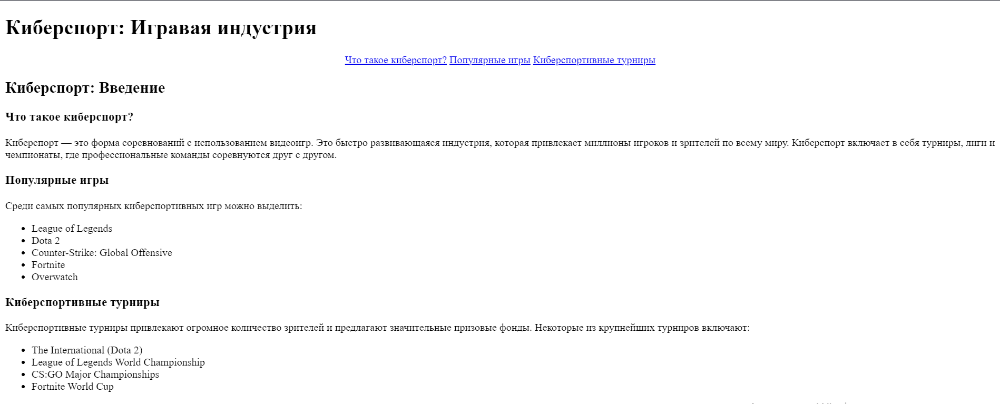 Киберспорт: Игравая индустрия
Что такое киберспорт? Популярные игры Киберспортивные турниры
Киберспорт: Введение
Что такое киберспорт?
Киберспорт — это форма соревнований с использованием видеоигр. Это быстро развивающаяся индустрия, которая привлекает миллионы игроков и зрителей по всему миру. Киберспорт включает в себя турниры, лиги и
чемпионаты, где профессиональные команды соревнуются друг с другом.
Популярные игры
Среди самых популярных киберспортивных игр можно выделить:
• League of Legends
• Dota 2
• Counter-Strike: Global Offensive
• Fortnite
• Overwatch
Киберспортивные турниры
Киберспортивные турниры привлекают огромное количество зрителей и предлагают значительные призовые фонды. Некоторые из крупнейших турниров включают:
• The International (Dota 2)
• League of Legends World Championship
• CS:GO Major Championships
• Fortnite World Cup